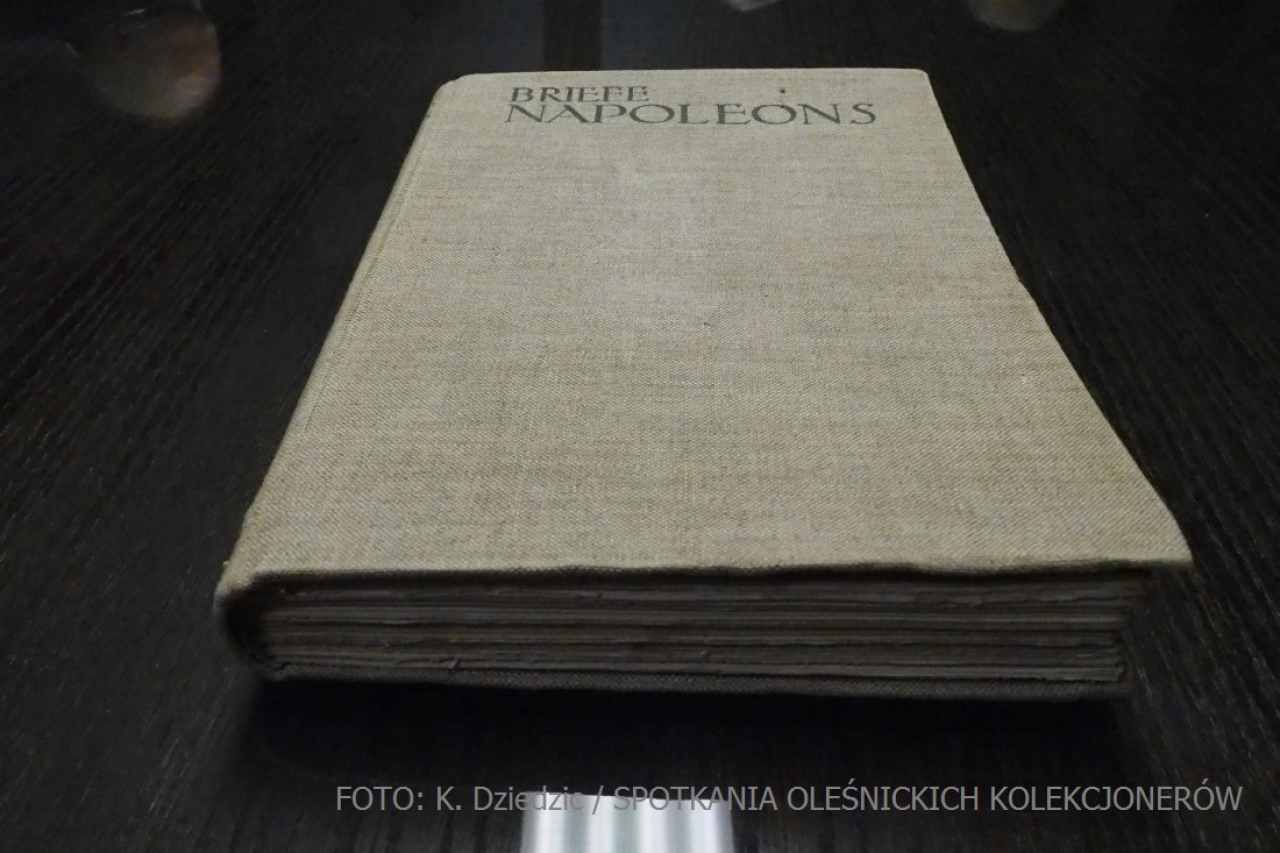 BRIEFE
NAPOLEONS
FOTO: K. Dziedzic / SPOTKANIA OLEŚNICKICH KOLEKCJONERÓW